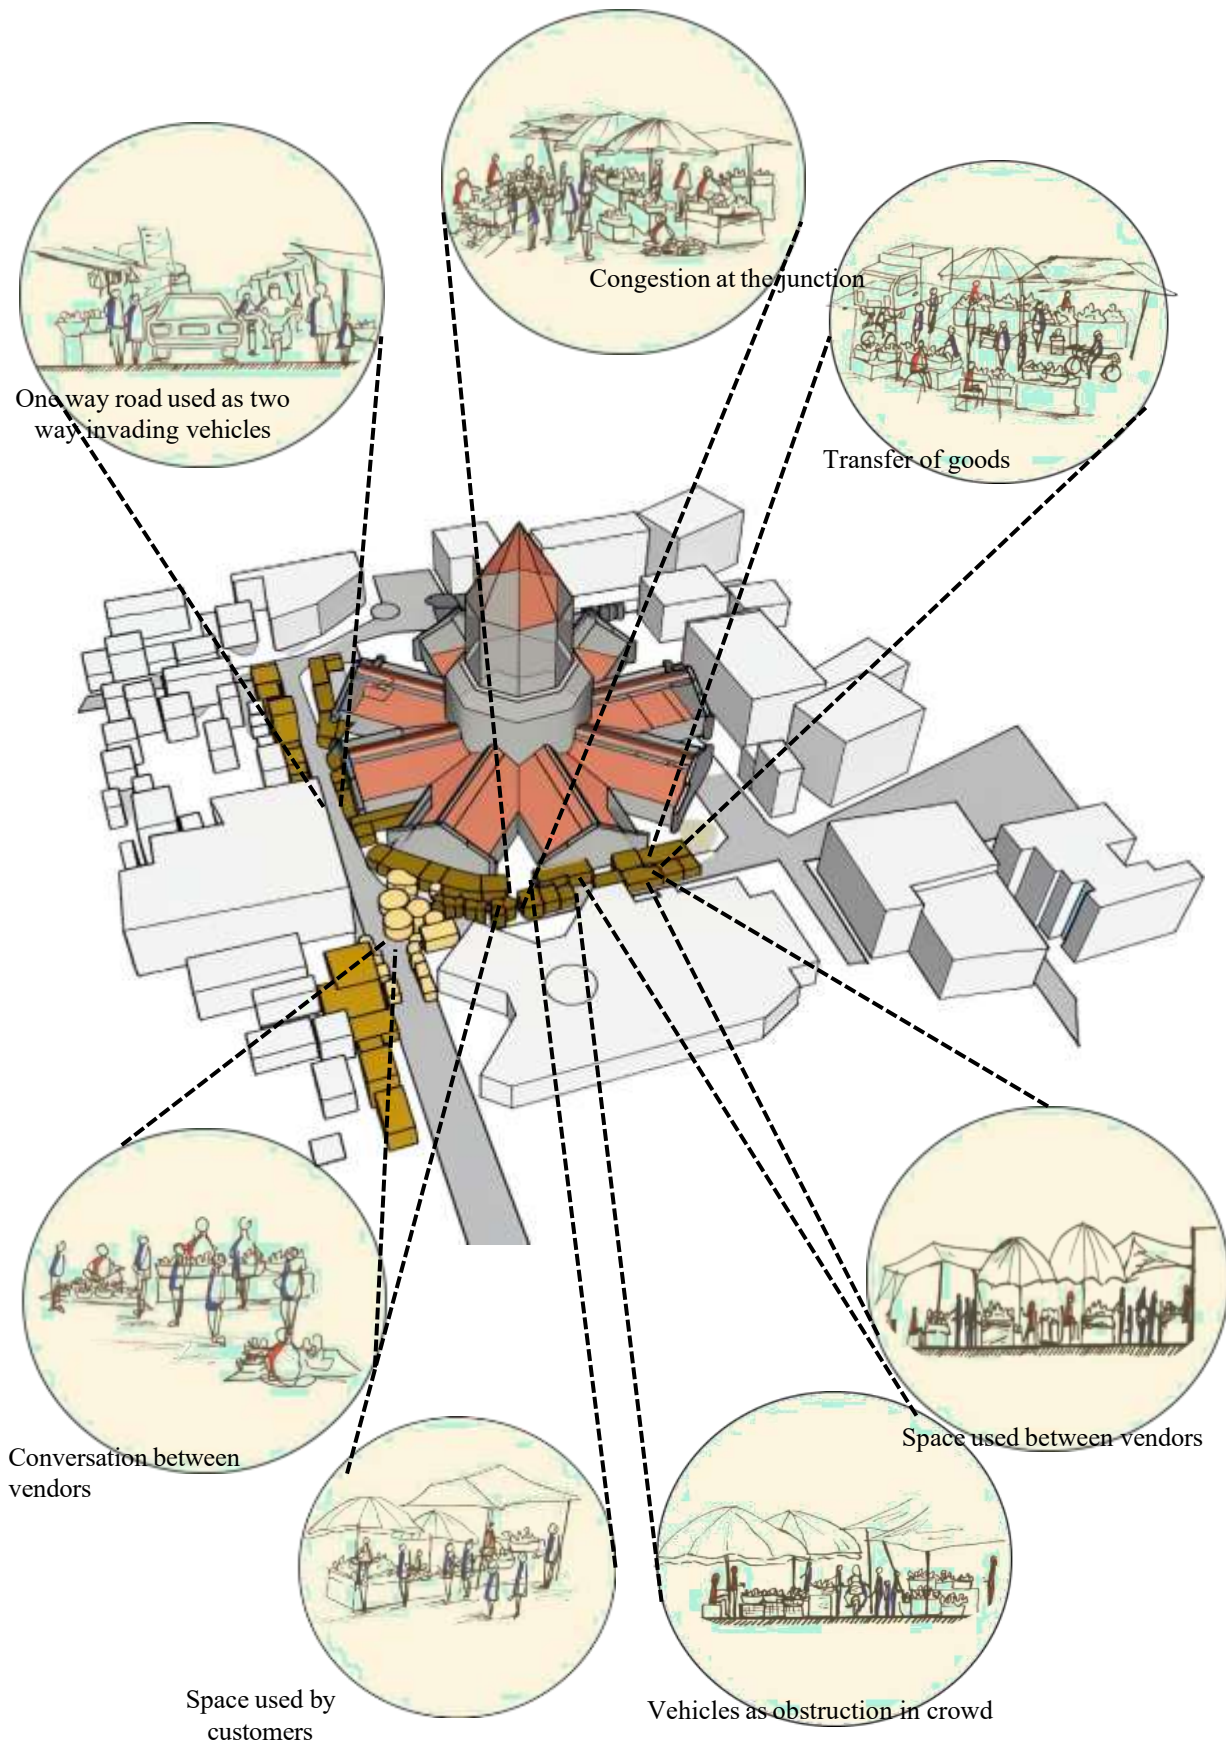 Congestion at the junction
One way road used as two
way invading vehicles
Transfer of goods
Space used between vendors
Conversation between
vendors
Space used by
customers
Vehicles as obstruction in crowd